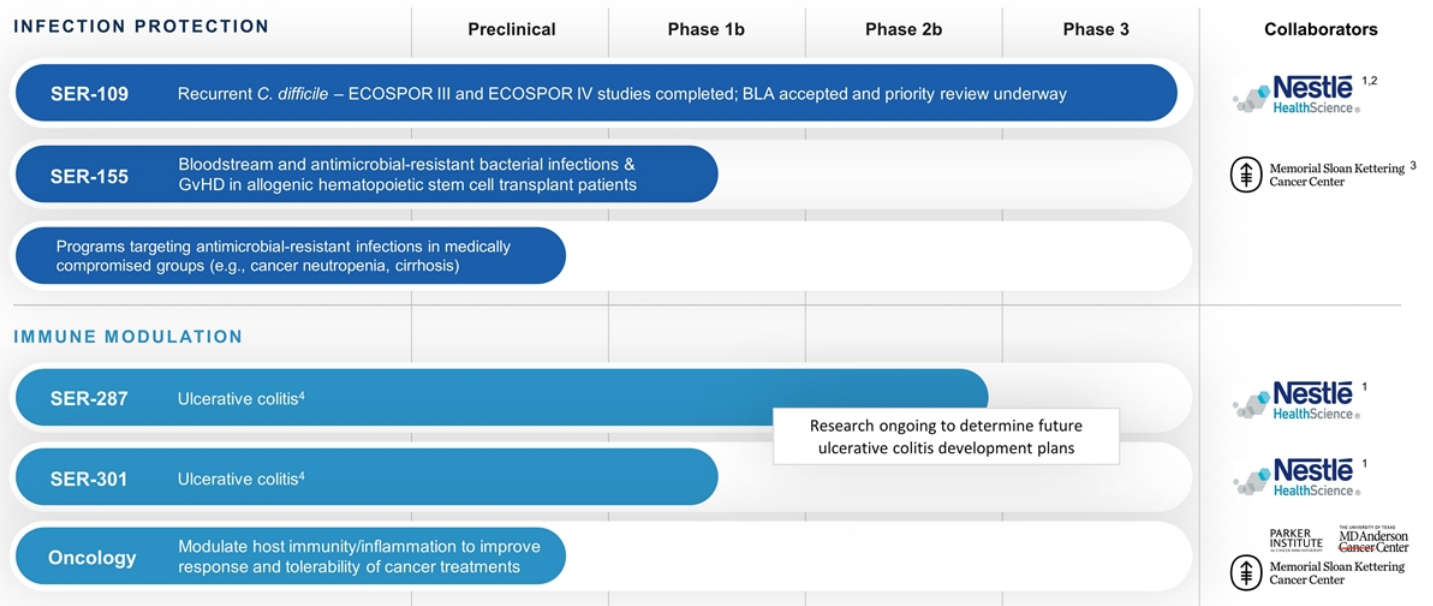 INFECTION PROTECTION
Preclinical
Phase 1b
Phase 2b
Phase 3
Collaborators
SER-109
Recurrent C. difficile – ECOSPOR III and ECOSPOR IV studies completed; BLA accepted and priority review underway
Nestlé 1,2
HealthScience®
SER-155
Bloodstream and antimicrobial-resistant bacterial infections &
GvHD in allogenic hematopoietic stem cell transplant patients
Memorial Sloan Kettering 3
Cancer Center
Programs targeting antimicrobial-resistant infections in medically
compromised groups (e.g., cancer neutropenia, cirrhosis)
IMMUNE MODULATION
SER-287
Ulcerative colitis4
Nestlé 1
HealthScience®
Research ongoing to determine future
ulcerative colitis development plans
SER-301
Ulcerative colitis4
Nestlé 1
HealthScience®
Oncology
Modulate host immunity/inflammation to improve
response and tolerability of cancer treatments
PARKER
INSTITUTE
THE UNIVERSITY OF TEXAS
MD Anderson
Cancer Center
Memorial Sloan Kettering
Cancer Center